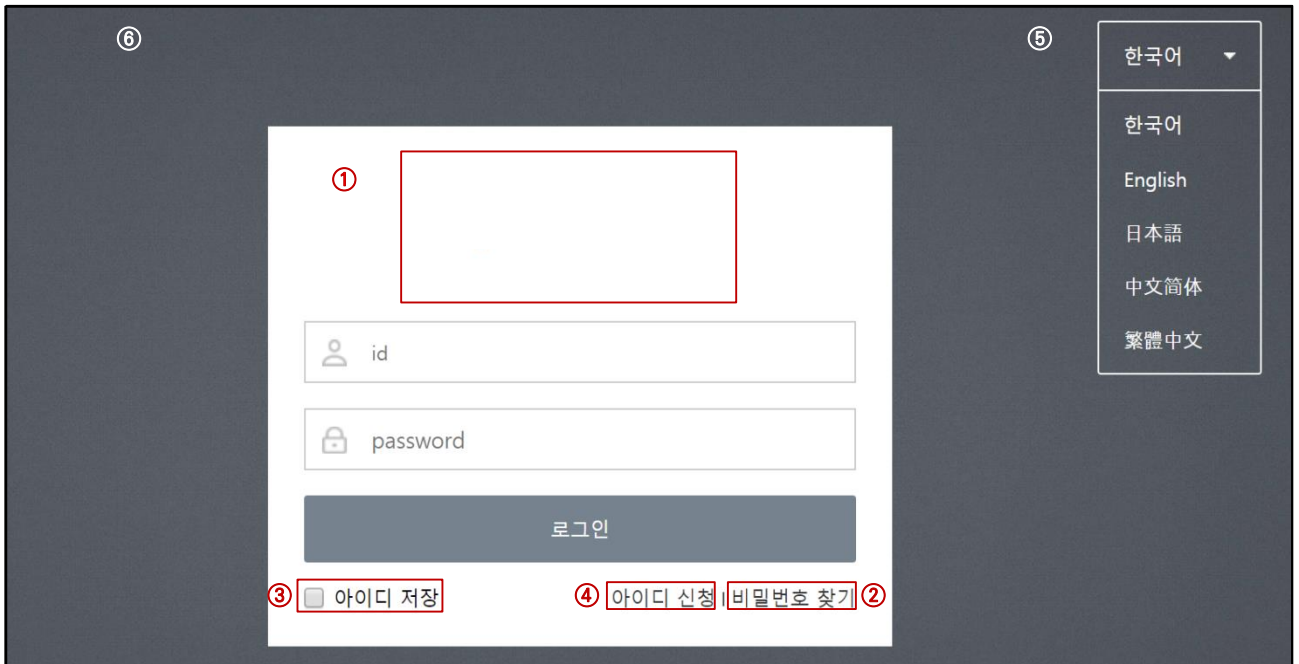 ⑥
⑤
한국어
한국어
English
日本語
中文简体
繁體中文
①
id
password
로그인
③ 아이디 저장
④ 아이디 신청 | 비밀번호 찾기 ②